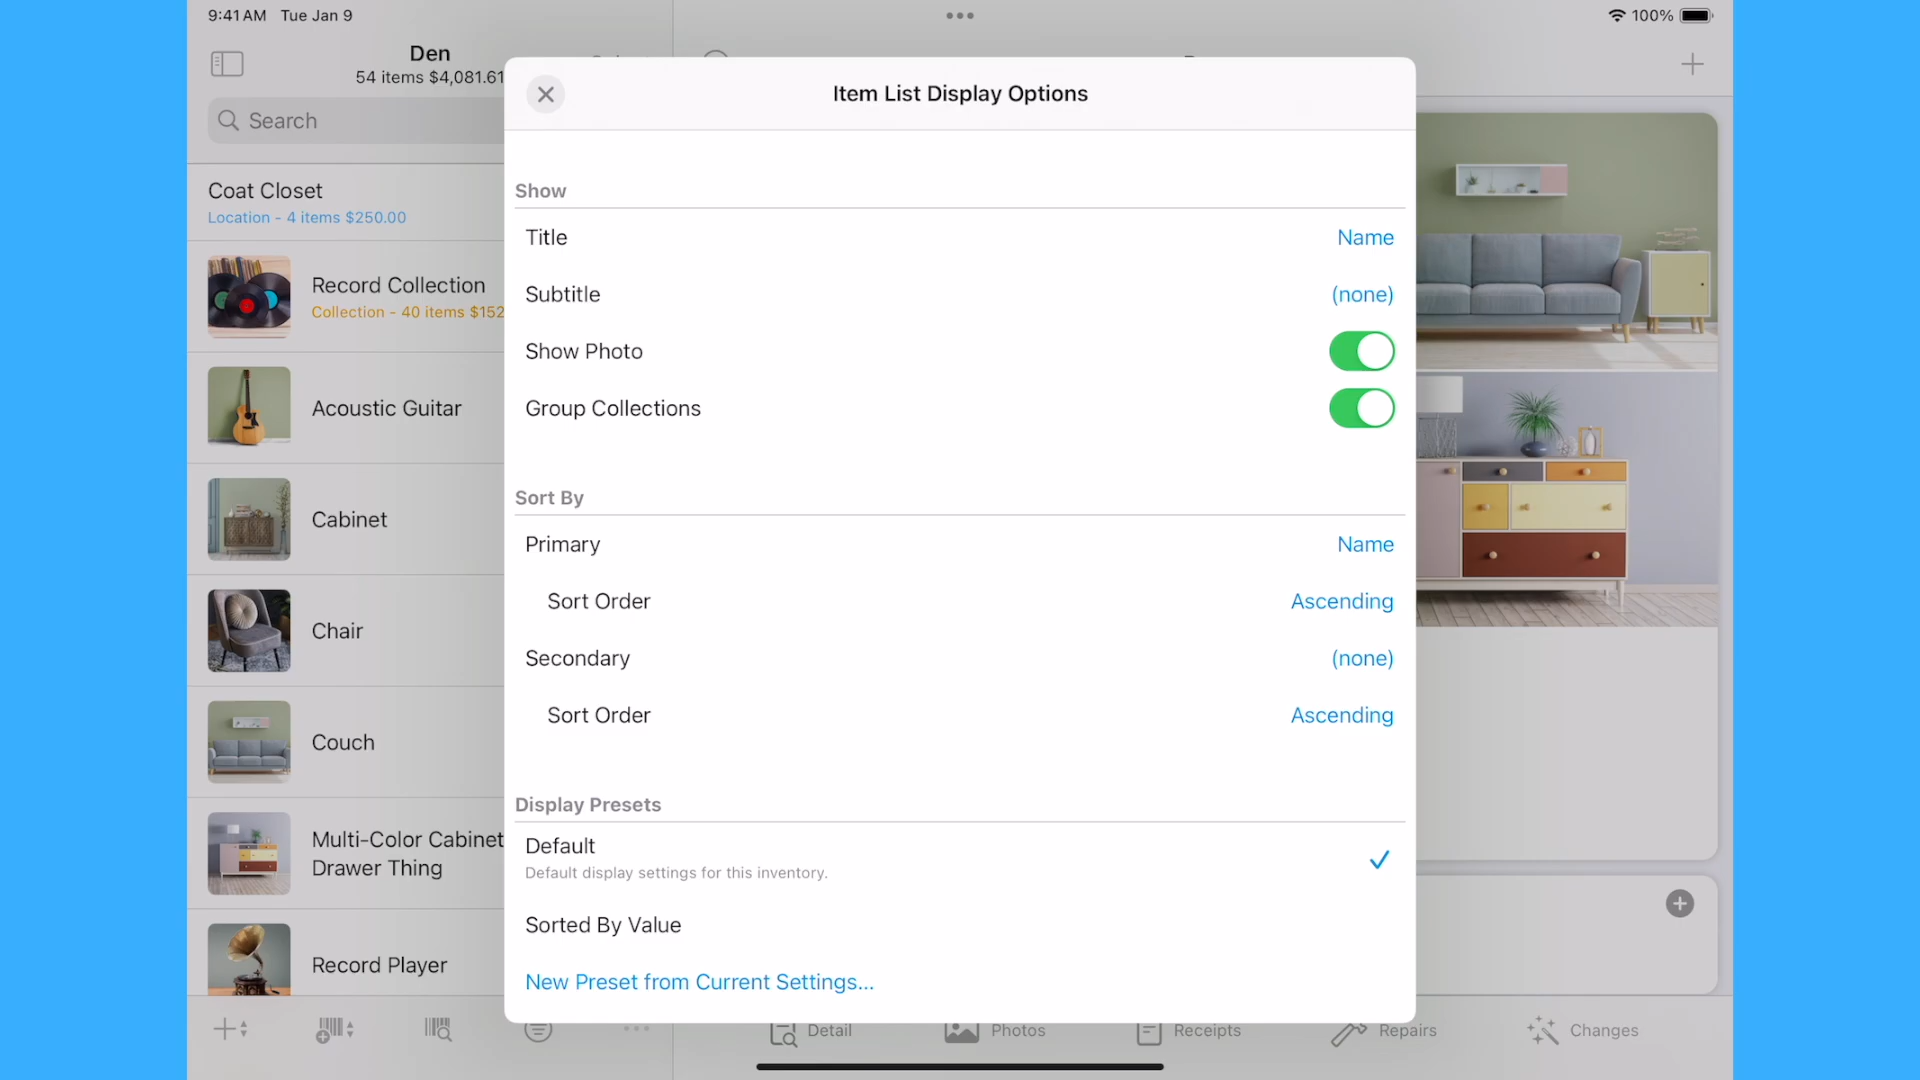 9:41 AM Tue Jan 9
100%
Den
54 items $4,081.61
Search
Coat Closet
Location - 4 items $250.00
Record Collection
Collection - 40 items $152
Acoustic Guitar
Cabinet
Chair
Couch
Multi-Color Cabinet
Drawer Thing
Record Player
Item List Display Options
Show
Title Name
Subtitle (none)
Show Photo
Group Collections
Sort By
Primary Name
Sort Order Ascending
Secondary (none)
Sort Order Ascending
Display Presets
Default
Default display settings for this inventory.
Sorted By Value
New Preset from Current Settings...
Detail Photos Receipts Repairs Changes